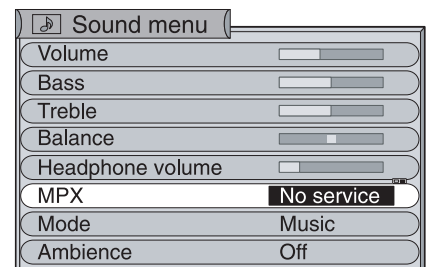 Sound menu
Volume
Bass
Treble
Balance
Headphone volume
MPX No service
Mode Music
Ambience Off